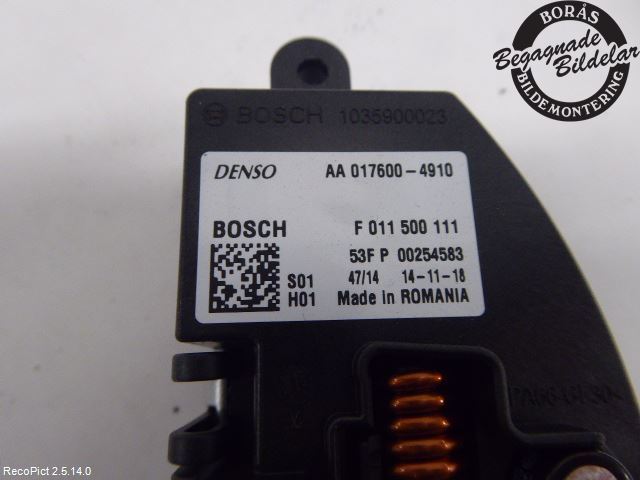 BORÅS
Begagnade
Bildelar
BILDEMONTERING
BOSCH 1035900023
DENSO AA 017600-4910
BOSCH F 011 500 111
53F P 00254583
S01 47/14 14-11-18
H01 Made in ROMANIA
RecoPict 2.5.14.0